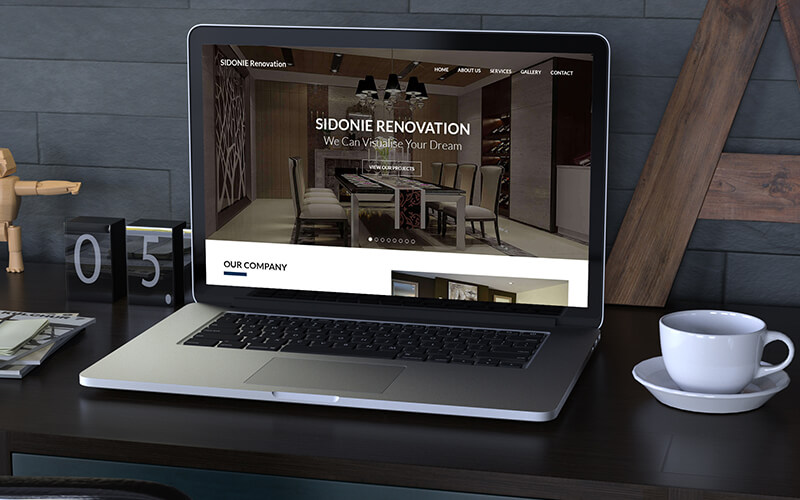 SIDONIE Renovation
HOME ABOUT US SERVICES GALLERY CONTACT
SIDONIE RENOVATION
We Can Visualise Your Dream
VIEW OUR PROJECTS
OUR COMPANY
0 5.